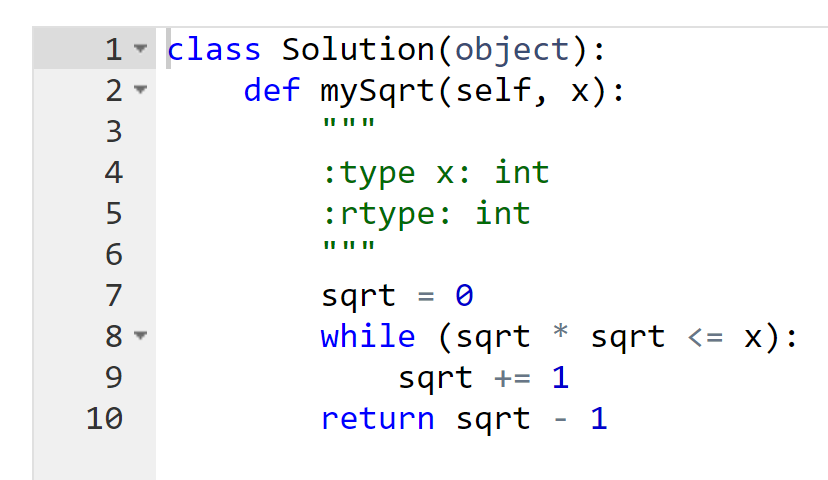 1 class Solution(object):
2     def mySqrt(self, x):
3         """
4         :type x: int
5         :rtype: int
6         """
7         sqrt = 0
8         while (sqrt * sqrt <= x):
9             sqrt += 1
10         return sqrt - 1